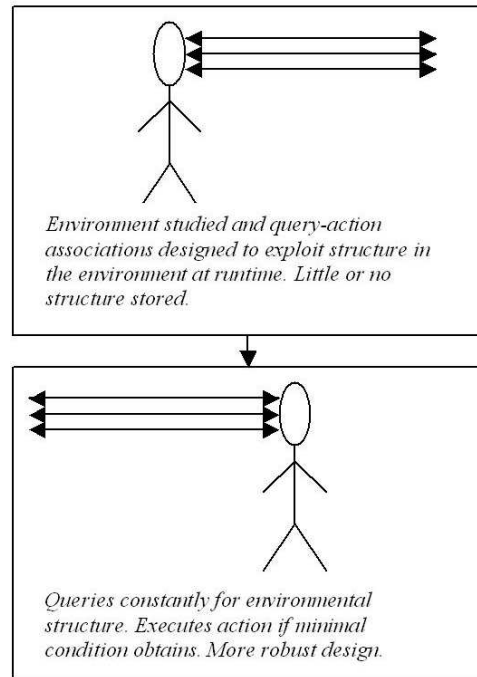 Environment studied and query-action
associations designed to exploit structure in
the environment at runtime. Little or no
structure stored.
Queries constantly for environmental
structure. Executes action if minimal
condition obtains. More robust design.